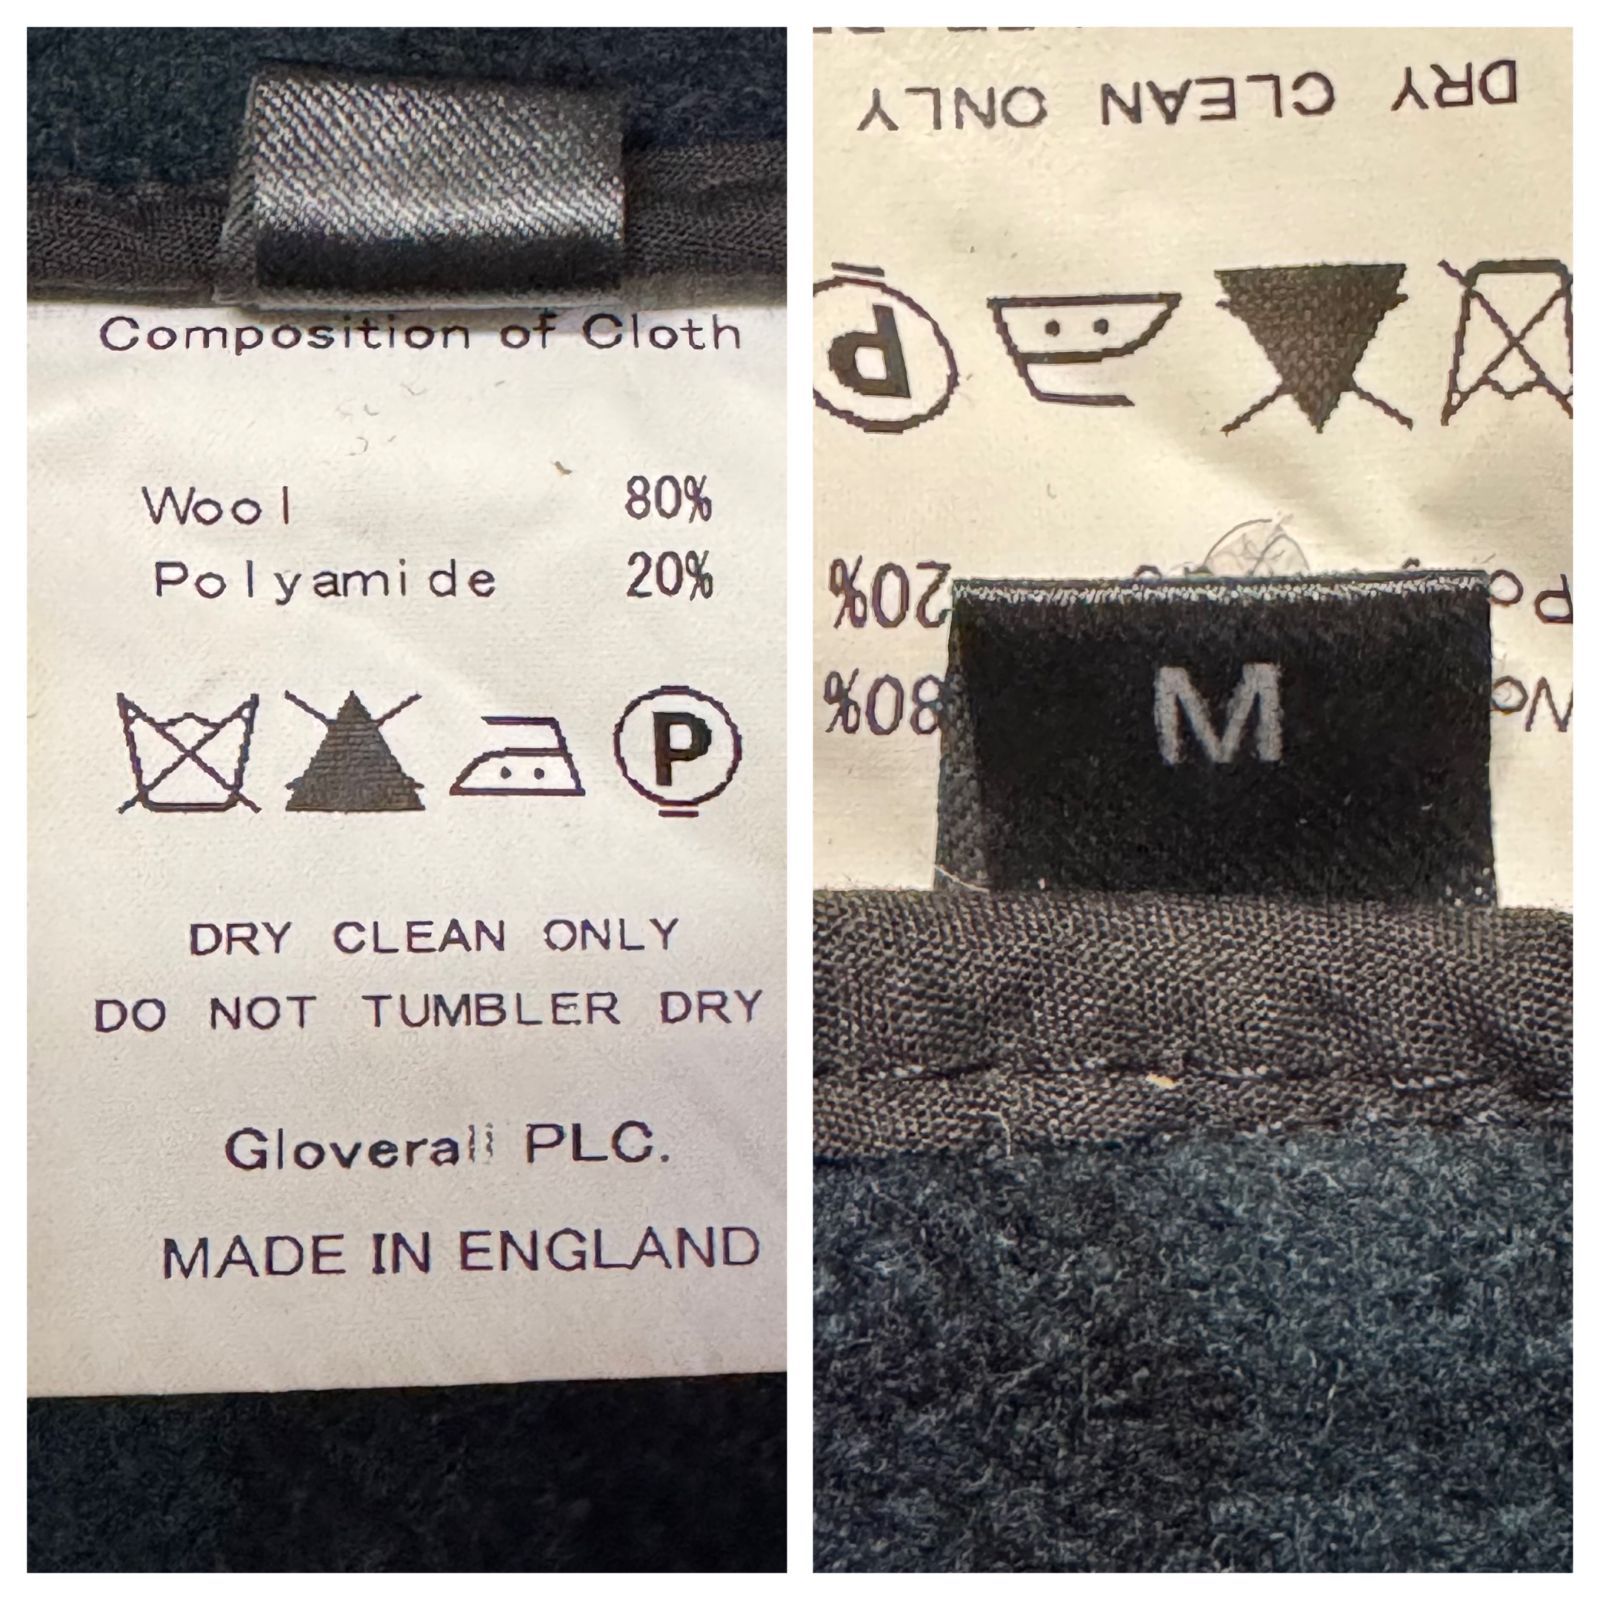 Composition of Cloth
Wool 80%
Polyamide 20%
P
DRY CLEAN ONLY
DO NOT TUMBLER DRY
Gloverall PLC.
MADE IN ENGLAND
DRY CLEAN ONLY
P
20%
80%
M